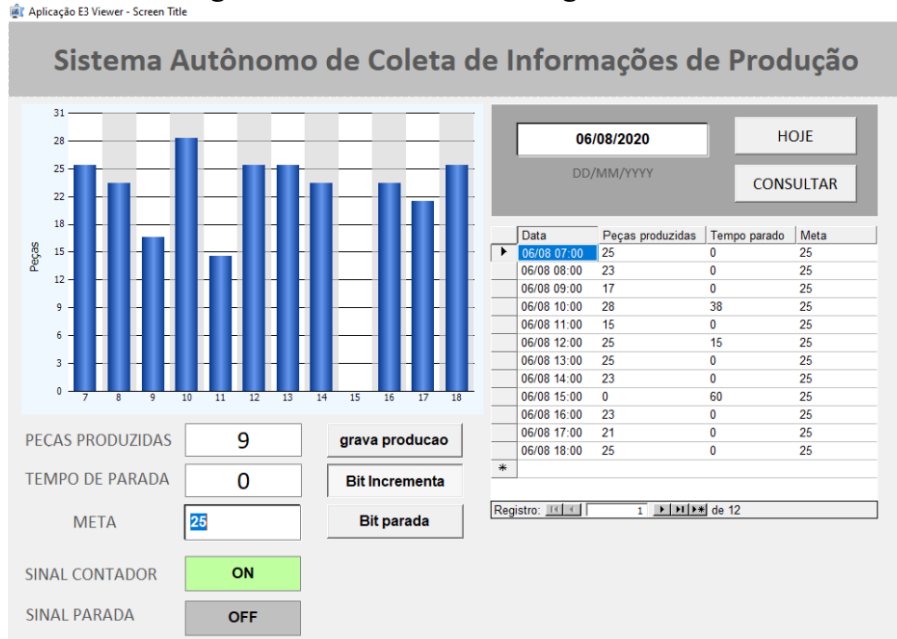 Aplicação E3 Viewer - Screen Title
Sistema Autônomo de Coleta de Informações de Produção
31
28
25
22
18
15
12
9
6
3
0
Peças
7 8 9 10 11 12 13 14 15 16 17 18
06/08/2020
HOJE
DD/MM/YYYY
CONSULTAR
Data Peças produzidas Tempo parado Meta
06/08 07:00 25 0 25
06/08 08:00 23 0 25
06/08 09:00 17 0 25
06/08 10:00 28 38 25
06/08 11:00 15 0 25
06/08 12:00 25 15 25
06/08 13:00 25 0 25
06/08 14:00 23 0 25
06/08 15:00 0 60 25
06/08 16:00 23 0 25
06/08 17:00 21 0 25
06/08 18:00 25 0 25
Registro: 1 de 12
PEÇAS PRODUZIDAS 9 grava producao
TEMPO DE PARADA 0 Bit Incrementa
META 25 Bit parada
SINAL CONTADOR ON
SINAL PARADA OFF